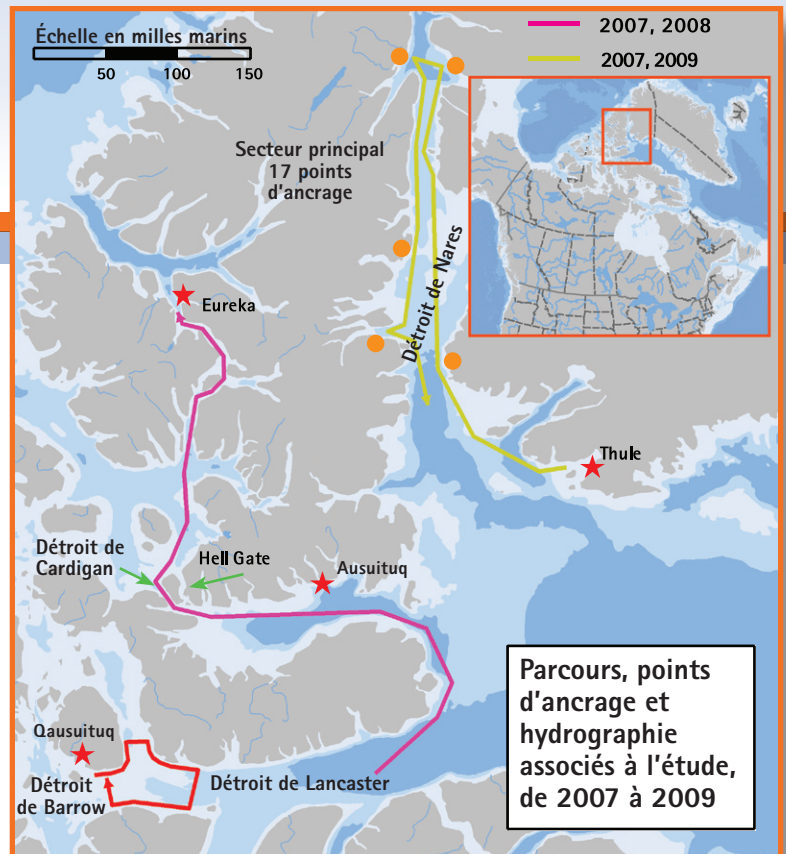 Échelle en milles marins
50 100 150
2007, 2008
2007, 2009
Secteur principal
17 points
d'ancrage
Détroit de Nares
Eureka
Thule
Détroit de
Cardigan
Hell Gate
Ausuituq
Qausuituq
Détroit
de Barrow
Détroit de Lancaster
Parcours, points
d'ancrage et
hydrographie
associés à l'étude,
de 2007 à 2009